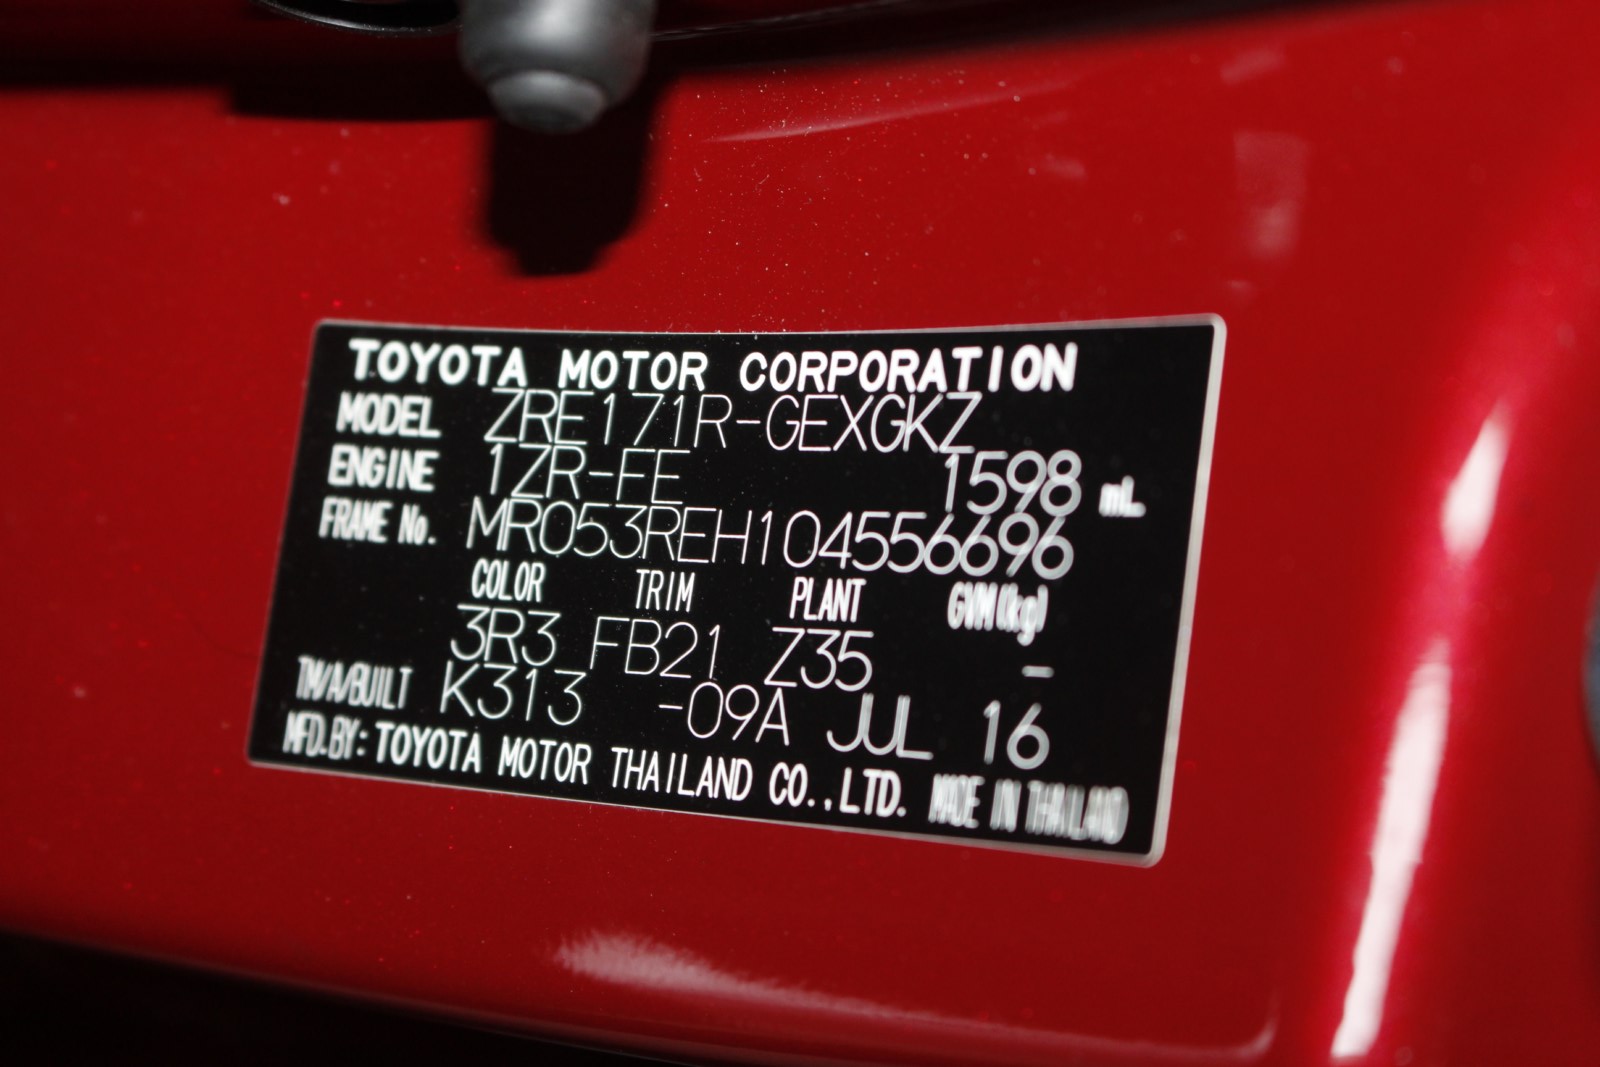 TOYOTA MOTOR CORPORATION
MODEL ZRE171R-GEXGKZ
ENGINE 1ZR-FE 1598 mL
FRAME No. MR053REH104556696
COLOR TRIM PLANT GVM(kg)
3R3 FB21 Z35 –
TM/A/BUILT K313 -09A JUL 16
MFD.BY: TOYOTA MOTOR THAILAND CO.,LTD. MADE IN THAILAND